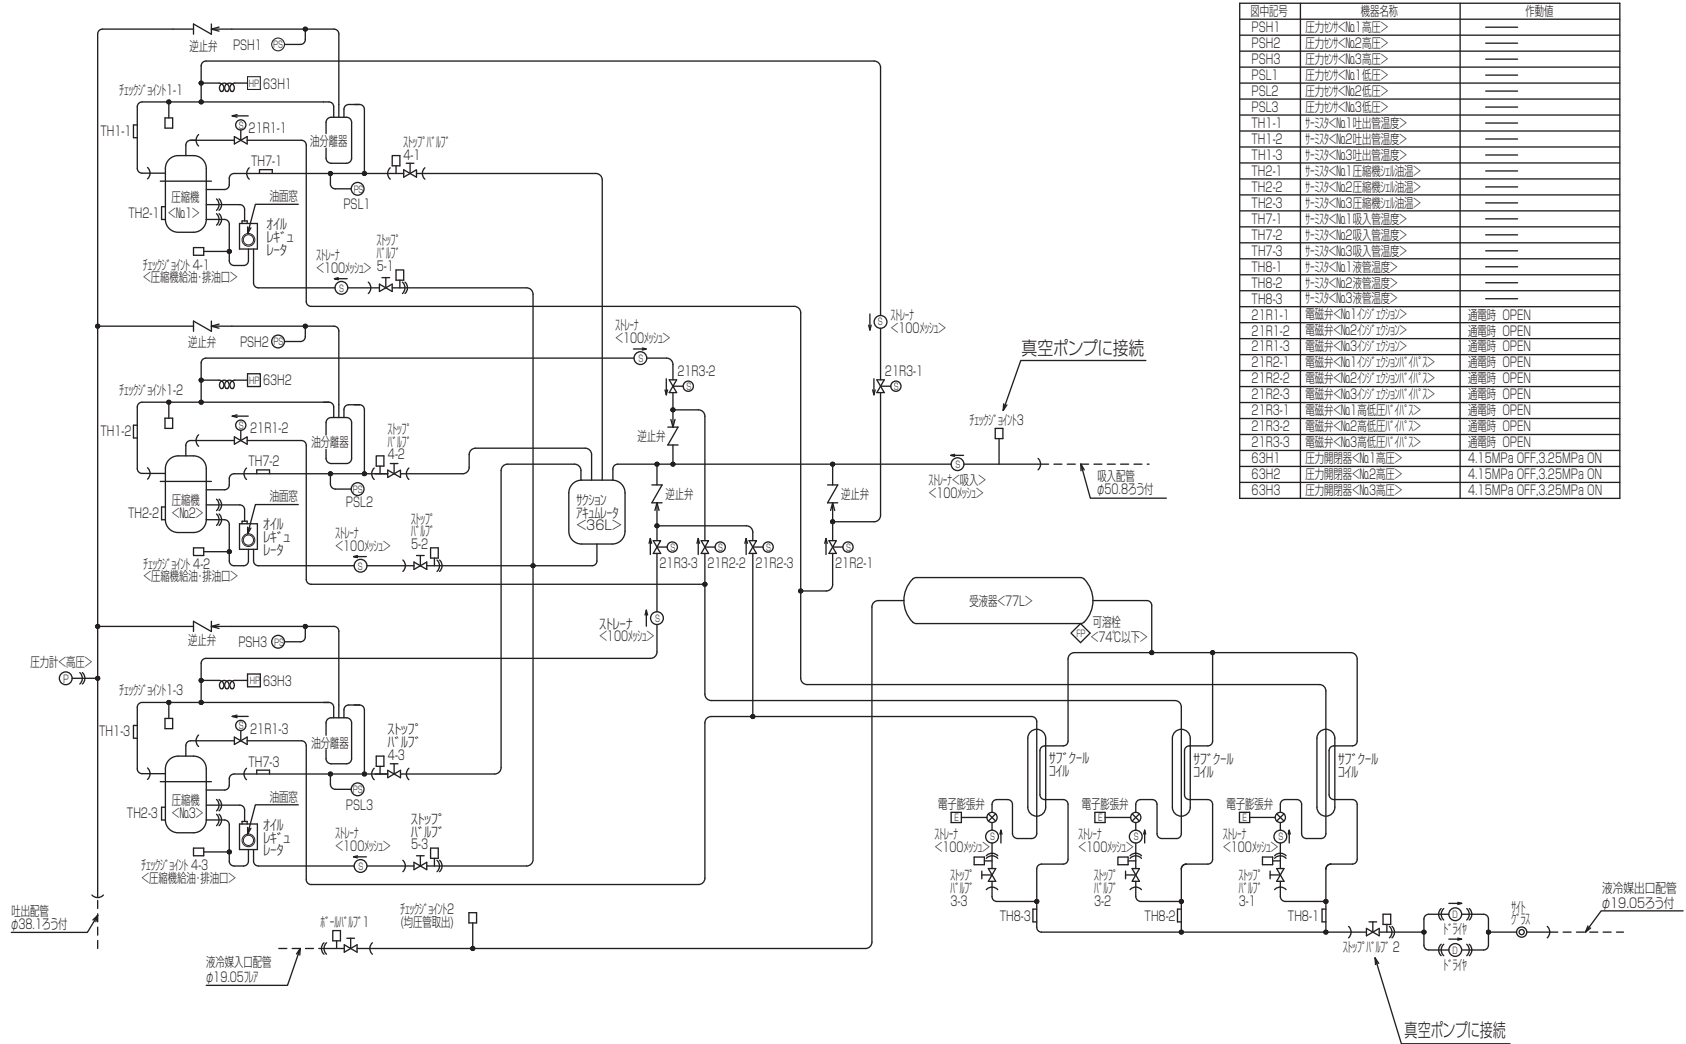 逆止弁
PSH1
PS
HP
63H1
チェックジョイント1-1
TH1-1
S
21R1-1
油分離器
ストップバルブ
4-1
TH7-1
PS
PSL1
圧縮機
<No.1>
TH2-1
油面窓
オイル
レギュ
レータ
チェックジョイント4-1
<圧縮機給油・排油口>
ストレーナ
<100メッシュ>
S
ストップ
バルブ
5-1
逆止弁
PSH2
PS
HP
63H2
チェックジョイント1-2
TH1-2
S
21R1-2
油分離器
ストップ
バルブ
4-2
TH7-2
PS
PSL2
圧縮機
<No.2>
TH2-2
油面窓
オイル
レギュ
レータ
チェックジョイント4-2
<圧縮機給油・排油口>
ストレーナ
<100メッシュ>
S
ストップ
バルブ
5-2
逆止弁
PSH3
PS
圧力計<高圧>
P
HP
63H3
チェックジョイント1-3
TH1-3
S
21R1-3
油分離器
ストップ
バルブ
4-3
TH7-3
PS
PSL3
圧縮機
<No.3>
TH2-3
油面窓
オイル
レギュ
レータ
チェックジョイント4-3
<圧縮機給油・排油口>
ストレーナ
<100メッシュ>
S
ストップ
バルブ
5-3
吐出配管
φ38.1ろう付
ボールバルブ1
チェックジョイント2
(均圧管取出)
液冷媒入口配管
φ19.05フレア
ストレーナ
<100メッシュ>
S
21R3-2
S
逆止弁
ストレーナ
<100メッシュ>
S
21R3-1
S
真空ポンプに接続
チェックジョイント3
ストレーナ<吸入>
<100メッシュ>
S
吸入配管
φ50.8ろう付
サクション
アキュムレータ
<36L>
逆止弁
逆止弁
S
21R3-3
S
21R2-2
S
21R2-3
S
21R2-1
ストレーナ
<100メッシュ>
S
受液器<77L>
FP
可溶栓
<74℃以下>
サブクール
コイル
サブクール
コイル
サブクール
コイル
電子膨張弁
E
ストレーナ
<100メッシュ>
S
ストップ
バルブ
3-3
TH8-3
電子膨張弁
E
ストレーナ
<100メッシュ>
S
ストップ
バルブ
3-2
TH8-2
電子膨張弁
E
ストレーナ
<100メッシュ>
S
ストップ
バルブ
3-1
TH8-1
ストップバルブ2
D
ドライヤ
D
ドライヤ
サイト
グラス
液冷媒出口配管
φ19.05ろう付
真空ポンプに接続
図中記号 機器名称 作動値
PSH1 圧力センサ<No.1高圧> ──
PSH2 圧力センサ<No.2高圧> ──
PSH3 圧力センサ<No.3高圧> ──
PSL1 圧力センサ<No.1低圧> ──
PSL2 圧力センサ<No.2低圧> ──
PSL3 圧力センサ<No.3低圧> ──
TH1-1 サーミスタ<No.1吐出管温度> ──
TH1-2 サーミスタ<No.2吐出管温度> ──
TH1-3 サーミスタ<No.3吐出管温度> ──
TH2-1 サーミスタ<No.1圧縮機シェル油温> ──
TH2-2 サーミスタ<No.2圧縮機シェル油温> ──
TH2-3 サーミスタ<No.3圧縮機シェル油温> ──
TH7-1 サーミスタ<No.1吸入管温度> ──
TH7-2 サーミスタ<No.2吸入管温度> ──
TH7-3 サーミスタ<No.3吸入管温度> ──
TH8-1 サーミスタ<No.1液管温度> ──
TH8-2 サーミスタ<No.2液管温度> ──
TH8-3 サーミスタ<No.3液管温度> ──
21R1-1 電磁弁<No.1インジェクション> 通電時 OPEN
21R1-2 電磁弁<No.2インジェクション> 通電時 OPEN
21R1-3 電磁弁<No.3インジェクション> 通電時 OPEN
21R2-1 電磁弁<No.1インジェクションバイパス> 通電時 OPEN
21R2-2 電磁弁<No.2インジェクションバイパス> 通電時 OPEN
21R2-3 電磁弁<No.3インジェクションバイパス> 通電時 OPEN
21R3-1 電磁弁<No.1高低圧バイパス> 通電時 OPEN
21R3-2 電磁弁<No.2高低圧バイパス> 通電時 OPEN
21R3-3 電磁弁<No.3高低圧バイパス> 通電時 OPEN
63H1 圧力開閉器<No.1高圧> 4.15MPa OFF,3.25MPa ON
63H2 圧力開閉器<No.2高圧> 4.15MPa OFF,3.25MPa ON
63H3 圧力開閉器<No.3高圧> 4.15MPa OFF,3.25MPa ON